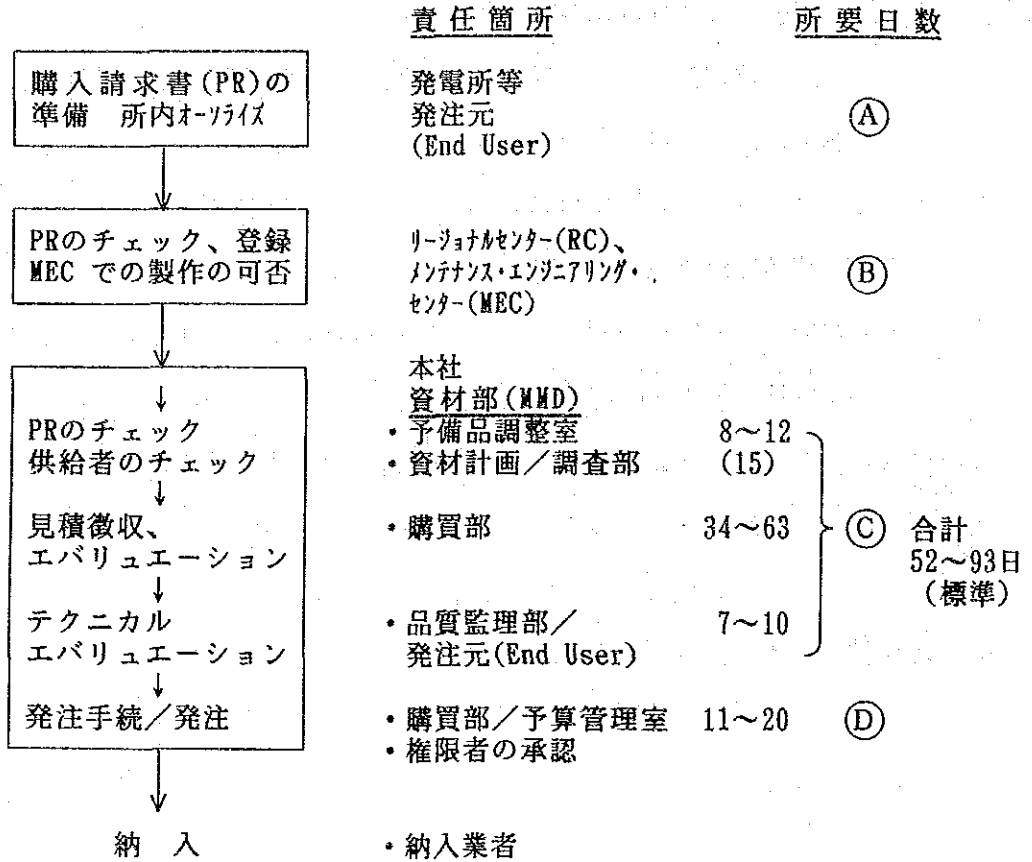 責任箇所　所要日数
購入請求書(PR)の　発電所等
準備　所内ｵｰｿﾗｲｽﾞ　発注元　Ⓐ
(End User)
PRのチェック、登録　ﾘｰｼﾞｮﾅﾙｾﾝﾀｰ(RC)、
MEC での製作の可否　ﾒﾝﾃﾅﾝｽ・ｴﾝｼﾞﾆｱﾘﾝｸﾞ・　Ⓑ
ｾﾝﾀｰ(MEC)
本社
↓　資材部(MMD)
PRのチェック　・予備品調整室　8～12
供給者のチェック　・資材計画／調査部　(15)
↓
見積徴収、　・購買部　34～63　Ⓒ　合計
エバリュエーション　52～93日
↓　(標準)
テクニカル　・品質監理部／　7～10
エバリュエーション　発注元(End User)
↓
発注手続／発注　・購買部／予算管理室　11～20　Ⓓ
・権限者の承認
納　入　・納入業者